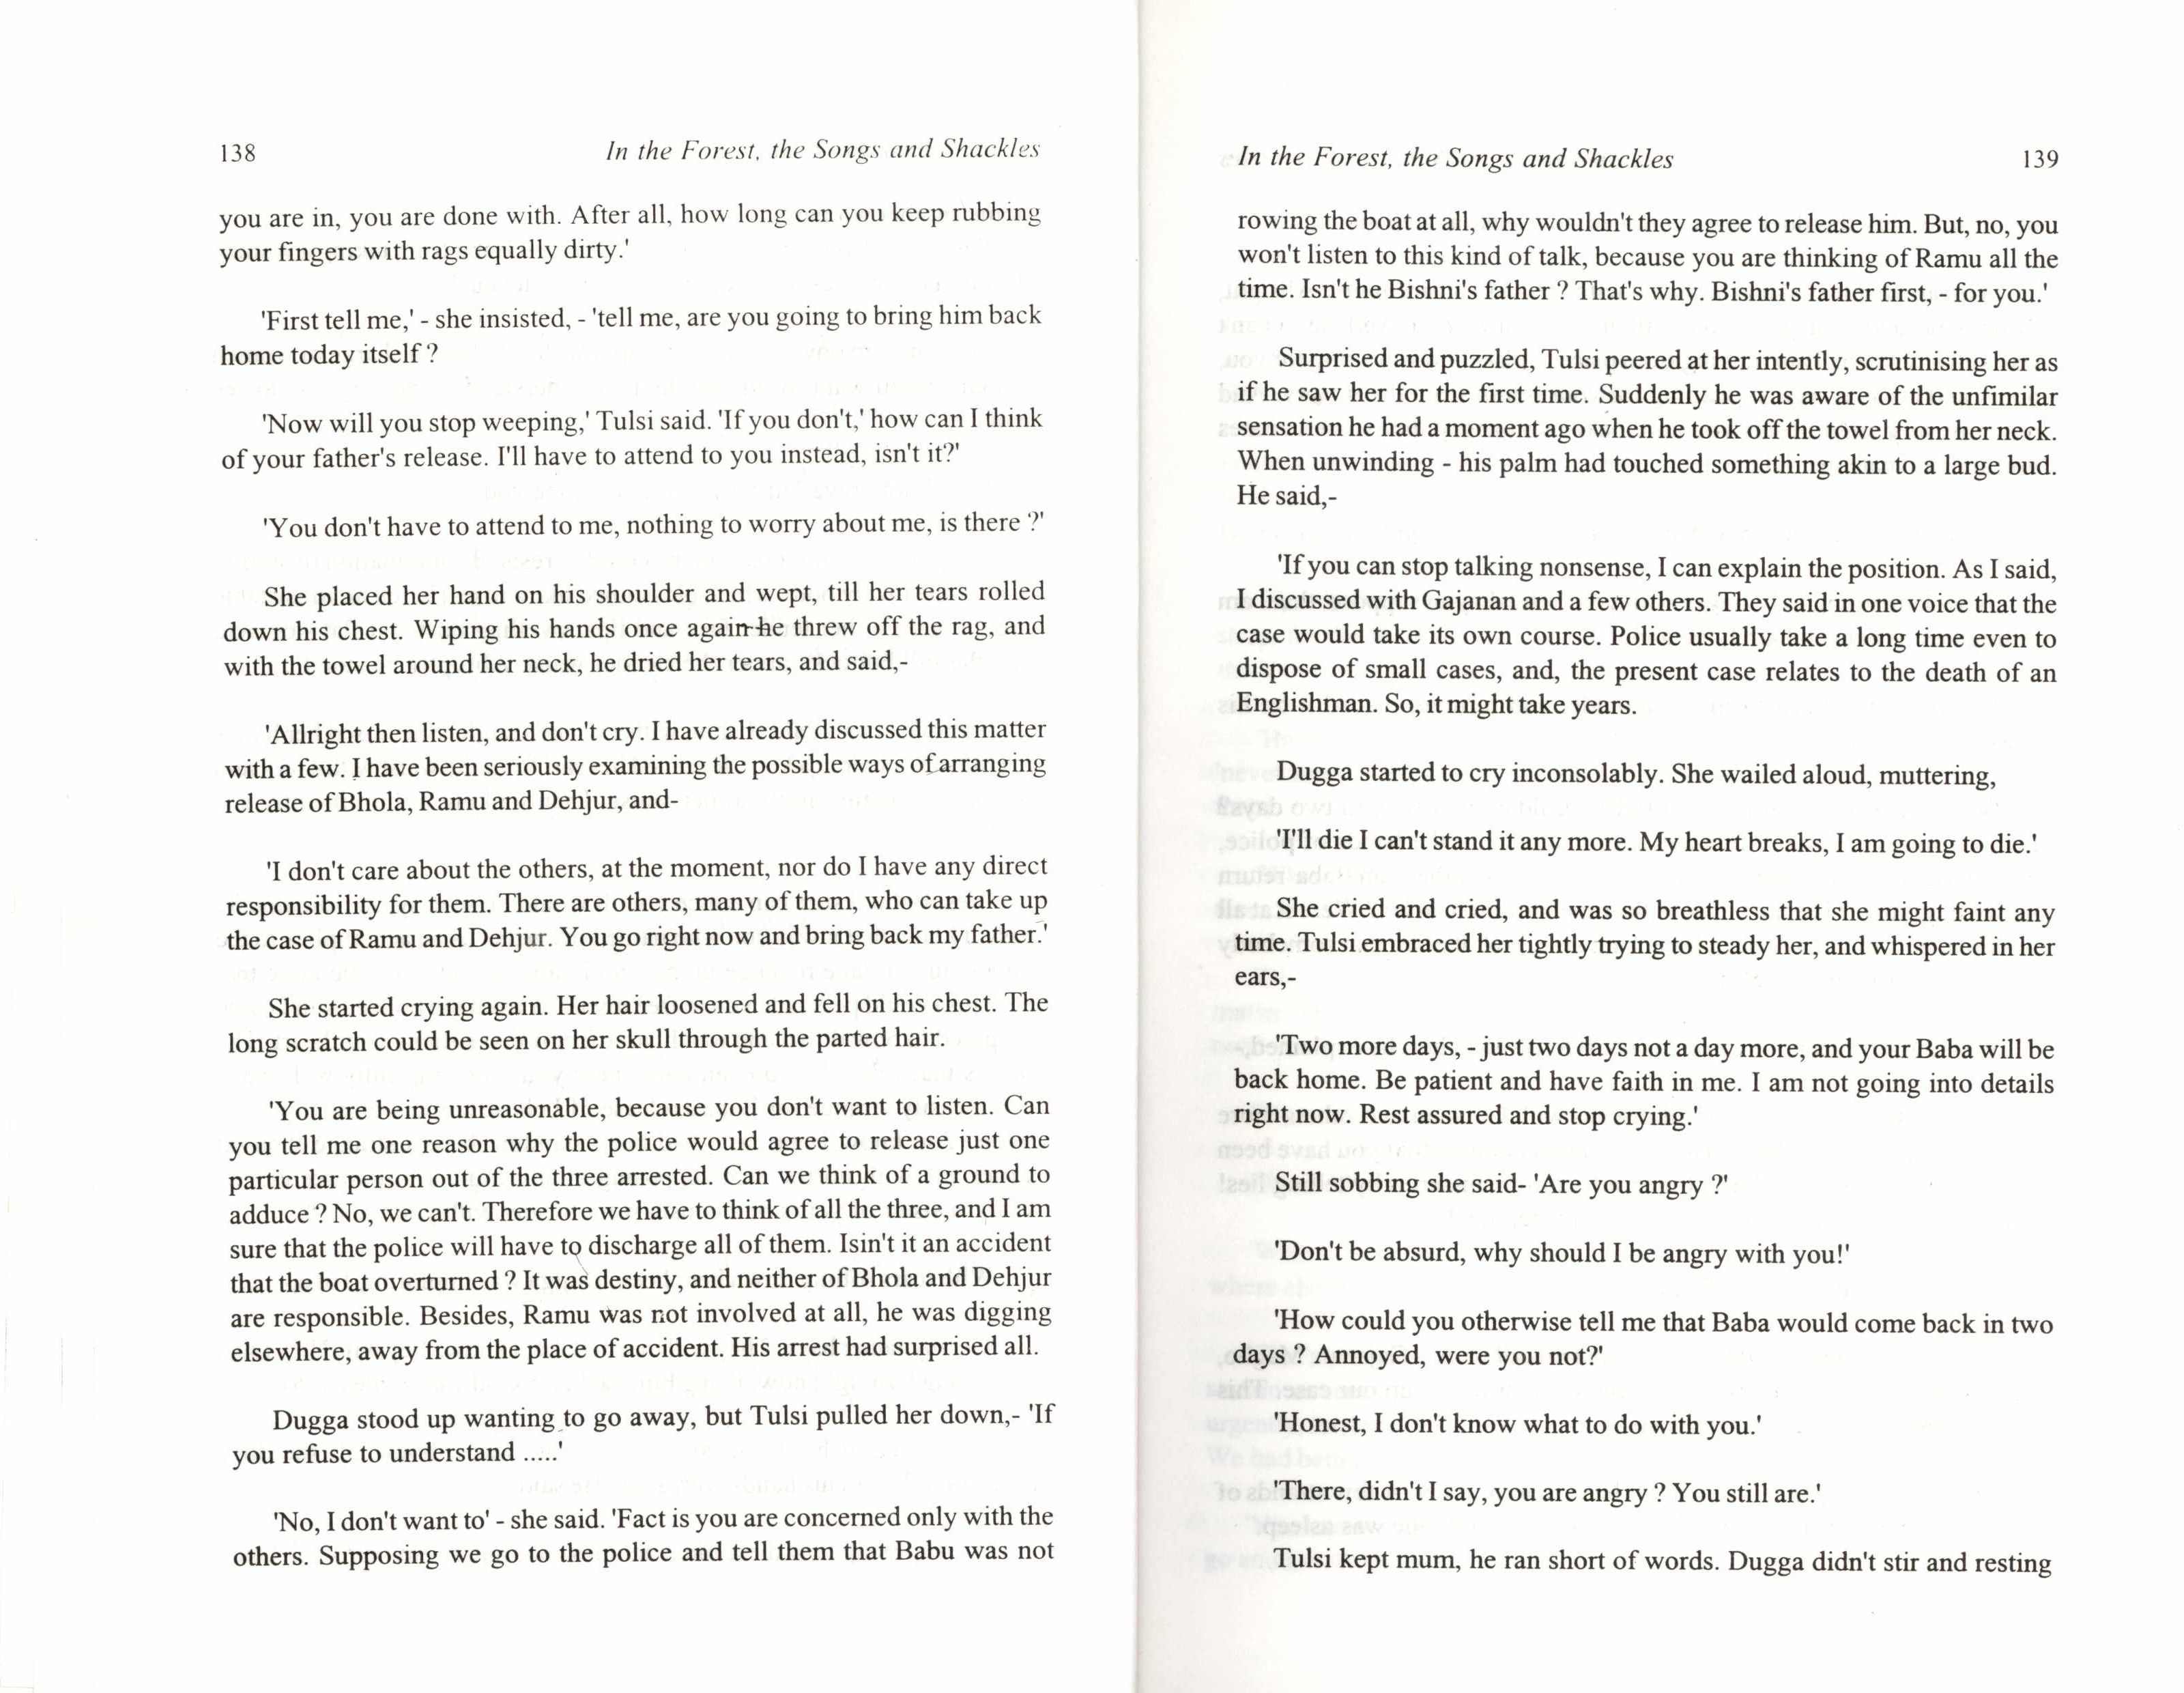 138
In the Forest, the Songs and Shackles
you are in, you are done with. After all, how long can you keep rubbing
your fingers with rags equally dirty.'
'First tell me,' - she insisted, - 'tell me, are you going to bring him back
home today itself ?
'Now will you stop weeping,' Tulsi said. 'If you don't,' how can I think
of your father's release. I'll have to attend to you instead, isn't it?'
'You don't have to attend to me, nothing to worry about me, is there ?'
She placed her hand on his shoulder and wept, till her tears rolled
down his chest. Wiping his hands once again he threw off the rag, and
with the towel around her neck, he dried her tears, and said,-
'Allright then listen, and don't cry. I have already discussed this matter
with a few. I have been seriously examining the possible ways of arranging
release of Bhola, Ramu and Dehjur, and-
'I don't care about the others, at the moment, nor do I have any direct
responsibility for them. There are others, many of them, who can take up
the case of Ramu and Dehjur. You go right now and bring back my father.'
She started crying again. Her hair loosened and fell on his chest. The
long scratch could be seen on her skull through the parted hair.
'You are being unreasonable, because you don't want to listen. Can
you tell me one reason why the police would agree to release just one
particular person out of the three arrested. Can we think of a ground to
adduce ? No, we can't. Therefore we have to think of all the three, and I am
sure that the police will have to discharge all of them. Isin't it an accident
that the boat overturned ? It was destiny, and neither of Bhola and Dehjur
are responsible. Besides, Ramu was not involved at all, he was digging
elsewhere, away from the place of accident. His arrest had surprised all.
Dugga stood up wanting to go away, but Tulsi pulled her down,- 'If
you refuse to understand .....'
'No, I don't want to' - she said. 'Fact is you are concerned only with the
others. Supposing we go to the police and tell them that Babu was not
In the Forest, the Songs and Shackles
139
rowing the boat at all, why wouldn't they agree to release him. But, no, you
won't listen to this kind of talk, because you are thinking of Ramu all the
time. Isn't he Bishni's father ? That's why. Bishni's father first, - for you.'
Surprised and puzzled, Tulsi peered at her intently, scrutinising her as
if he saw her for the first time. Suddenly he was aware of the unfimilar
sensation he had a moment ago when he took off the towel from her neck.
When unwinding - his palm had touched something akin to a large bud.
He said,-
'If you can stop talking nonsense, I can explain the position. As I said,
I discussed with Gajanan and a few others. They said in one voice that the
case would take its own course. Police usually take a long time even to
dispose of small cases, and, the present case relates to the death of an
Englishman. So, it might take years.
Dugga started to cry inconsolably. She wailed aloud, muttering,
'I'll die I can't stand it any more. My heart breaks, I am going to die.'
She cried and cried, and was so breathless that she might faint any
time. Tulsi embraced her tightly trying to steady her, and whispered in her
ears,-
'Two more days, - just two days not a day more, and your Baba will be
back home. Be patient and have faith in me. I am not going into details
right now. Rest assured and stop crying.'
Still sobbing she said- 'Are you angry ?'
'Don't be absurd, why should I be angry with you!'
'How could you otherwise tell me that Baba would come back in two
days ? Annoyed, were you not?'
'Honest, I don't know what to do with you.'
'There, didn't I say, you are angry ? You still are.'
Tulsi kept mum, he ran short of words. Dugga didn't stir and resting